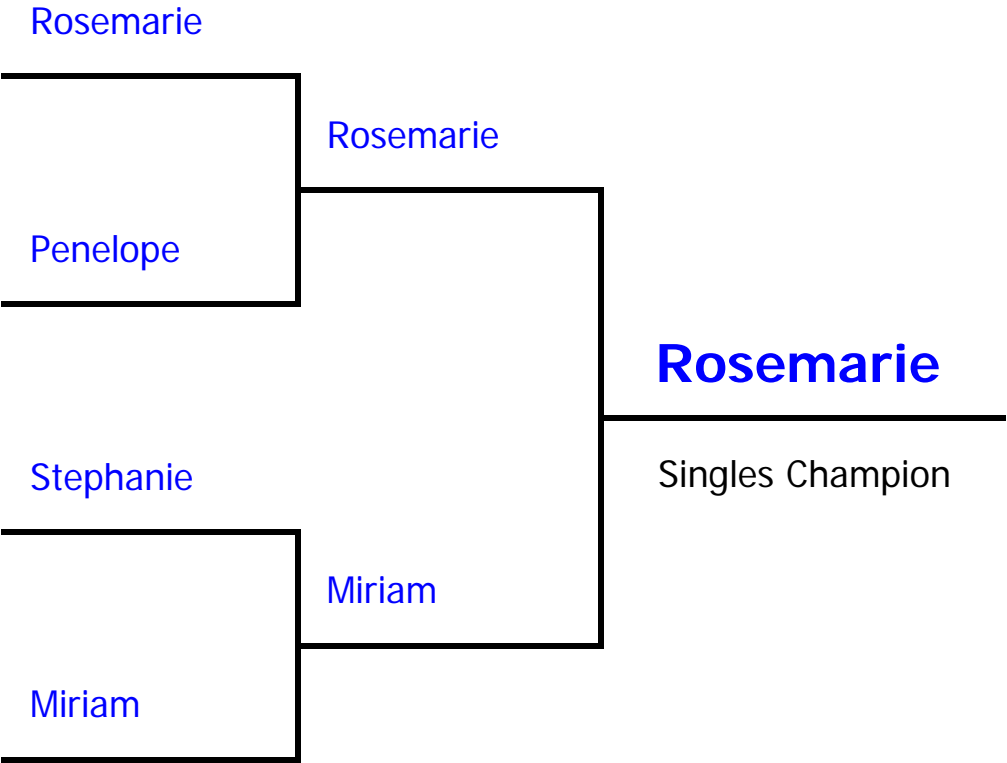 Rosemarie
Rosemarie
Penelope
Rosemarie
Stephanie
Singles Champion
Miriam
Miriam